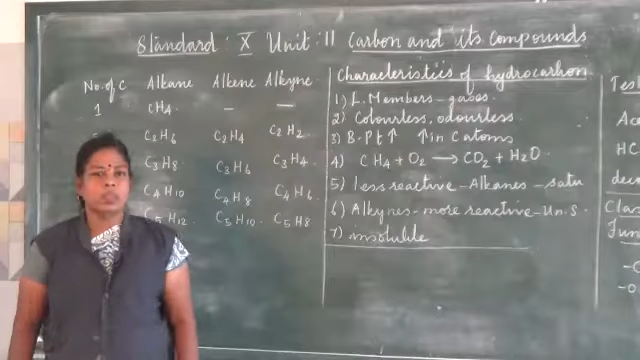 Standard : X Unit : 11 Carbon and its compounds
No. of C Alkane Alkene Alkyne
1 CH4 — —
C2H6 C2H4 C2H2
C3H8 C3H6 C3H4
C4H10 C4H8 C4H6
C5H12 C5H10 C5H8
Characteristics of hydrocarbon
1) L. Members - gases.
2) Colourless, odourless.
3) B. Pt ↑ ↑ in C atoms
4) CH4 + O2 → CO2 + H2O
5) less reactive - Alkanes - satu
6) Alkynes - more reactive - Un. S.
7) insoluble
Test
Ace
HC
deco
Clas
Fun
-C
-O